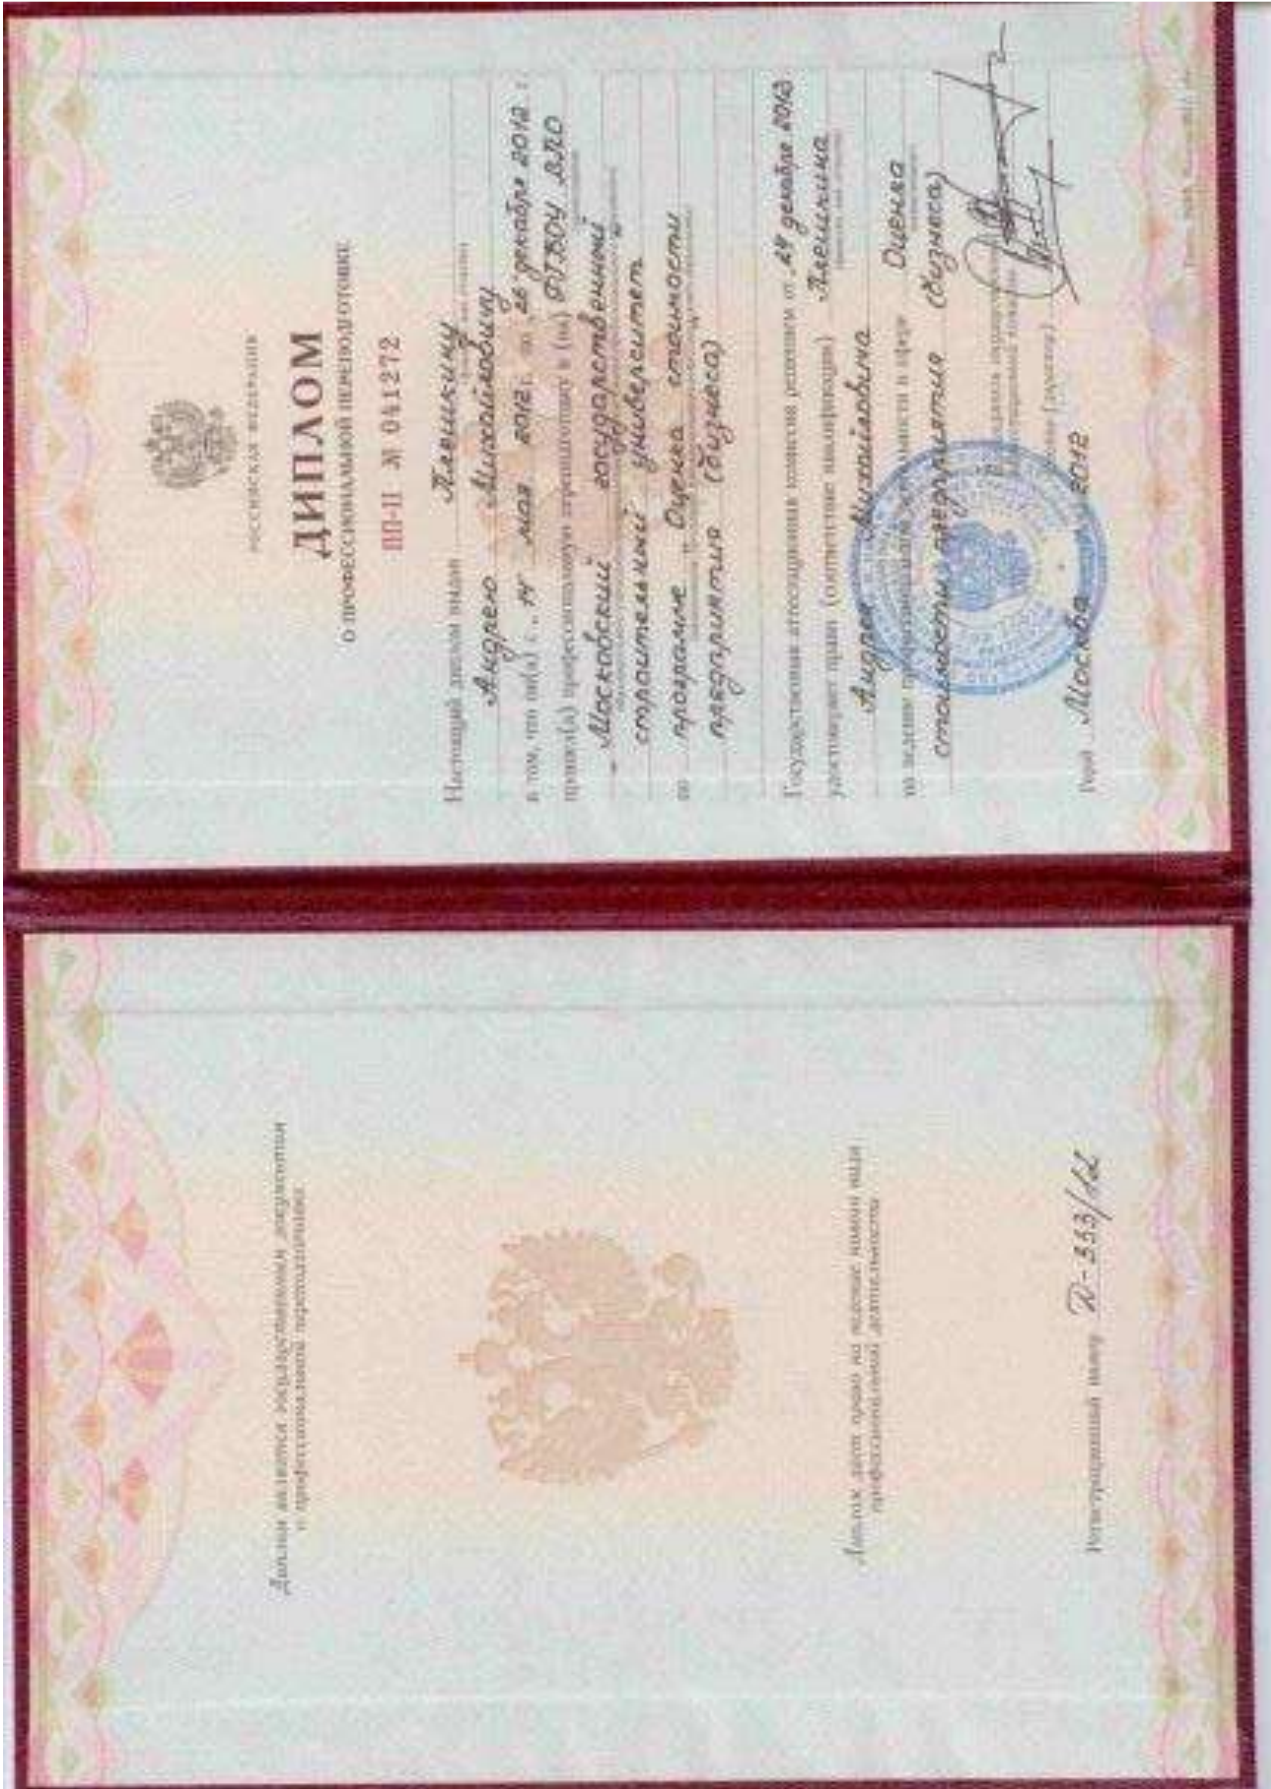 Диплом является государственным документом
о профессиональной переподготовке
Диплом дает право на ведение нового вида
профессиональной деятельности
Регистрационный номер Д-333/12
РОССИЙСКАЯ ФЕДЕРАЦИЯ
ДИПЛОМ
О ПРОФЕССИОНАЛЬНОЙ ПЕРЕПОДГОТОВКЕ
ПП-II № 041272
Настоящий диплом выдан Плешкину
Андрею Михайловичу
в том, что он(а) с „14 мая 2012 г. по „26 декабря 2012 г.
прошел(а) профессиональную переподготовку в (на) ФГБОУ ВПО
Московский государственный
строительный университет
по программе „Оценка стоимости
предприятия (бизнеса)
Государственная аттестационная комиссия решением от „24 декабря 2012
удостоверяет право (соответствие квалификации) Плешкина
Андрея Михайловича
на ведение профессиональной деятельности в сфере Оценка
стоимости предприятия (бизнеса)
Город Москва 2012